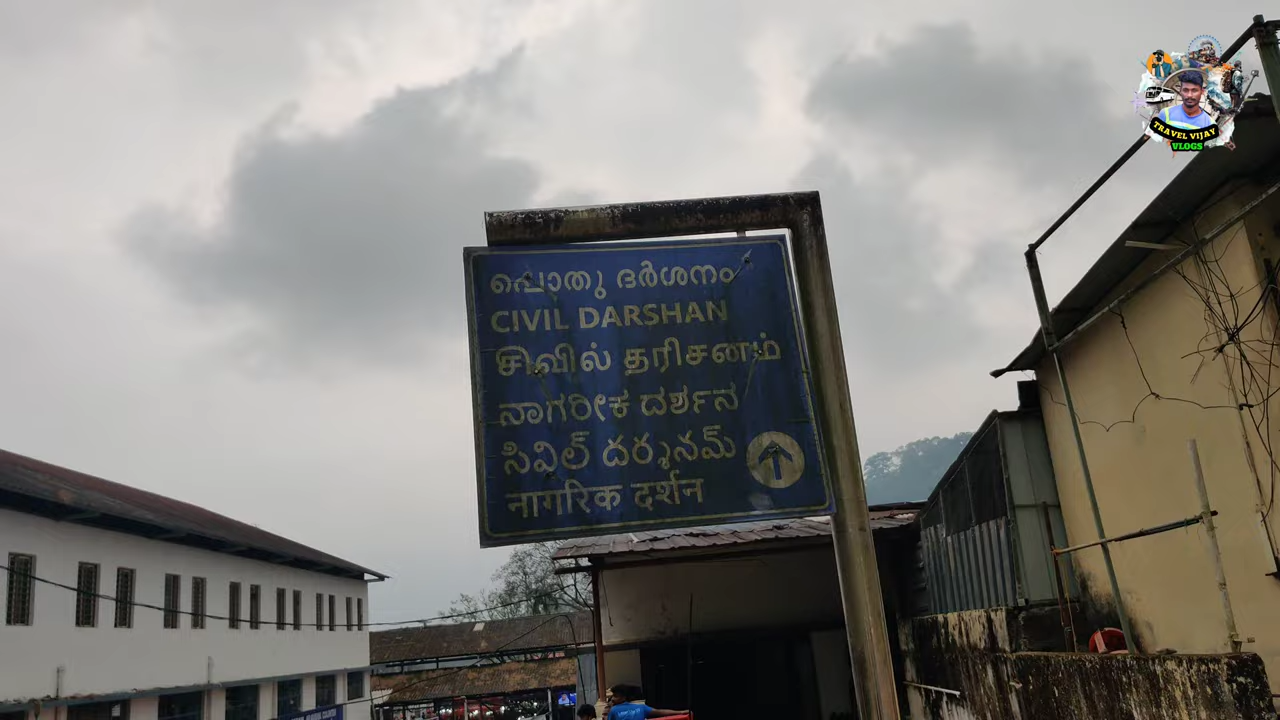 പൊതു ദർശനം
CIVIL DARSHAN
சிவில் தரிசனம்
ನಾಗರೀಕ ದರ್ಶನ
సివిల్ దర్శనమ్
नागरिक दर्शन
TRAVEL VIJAY
VLOGS